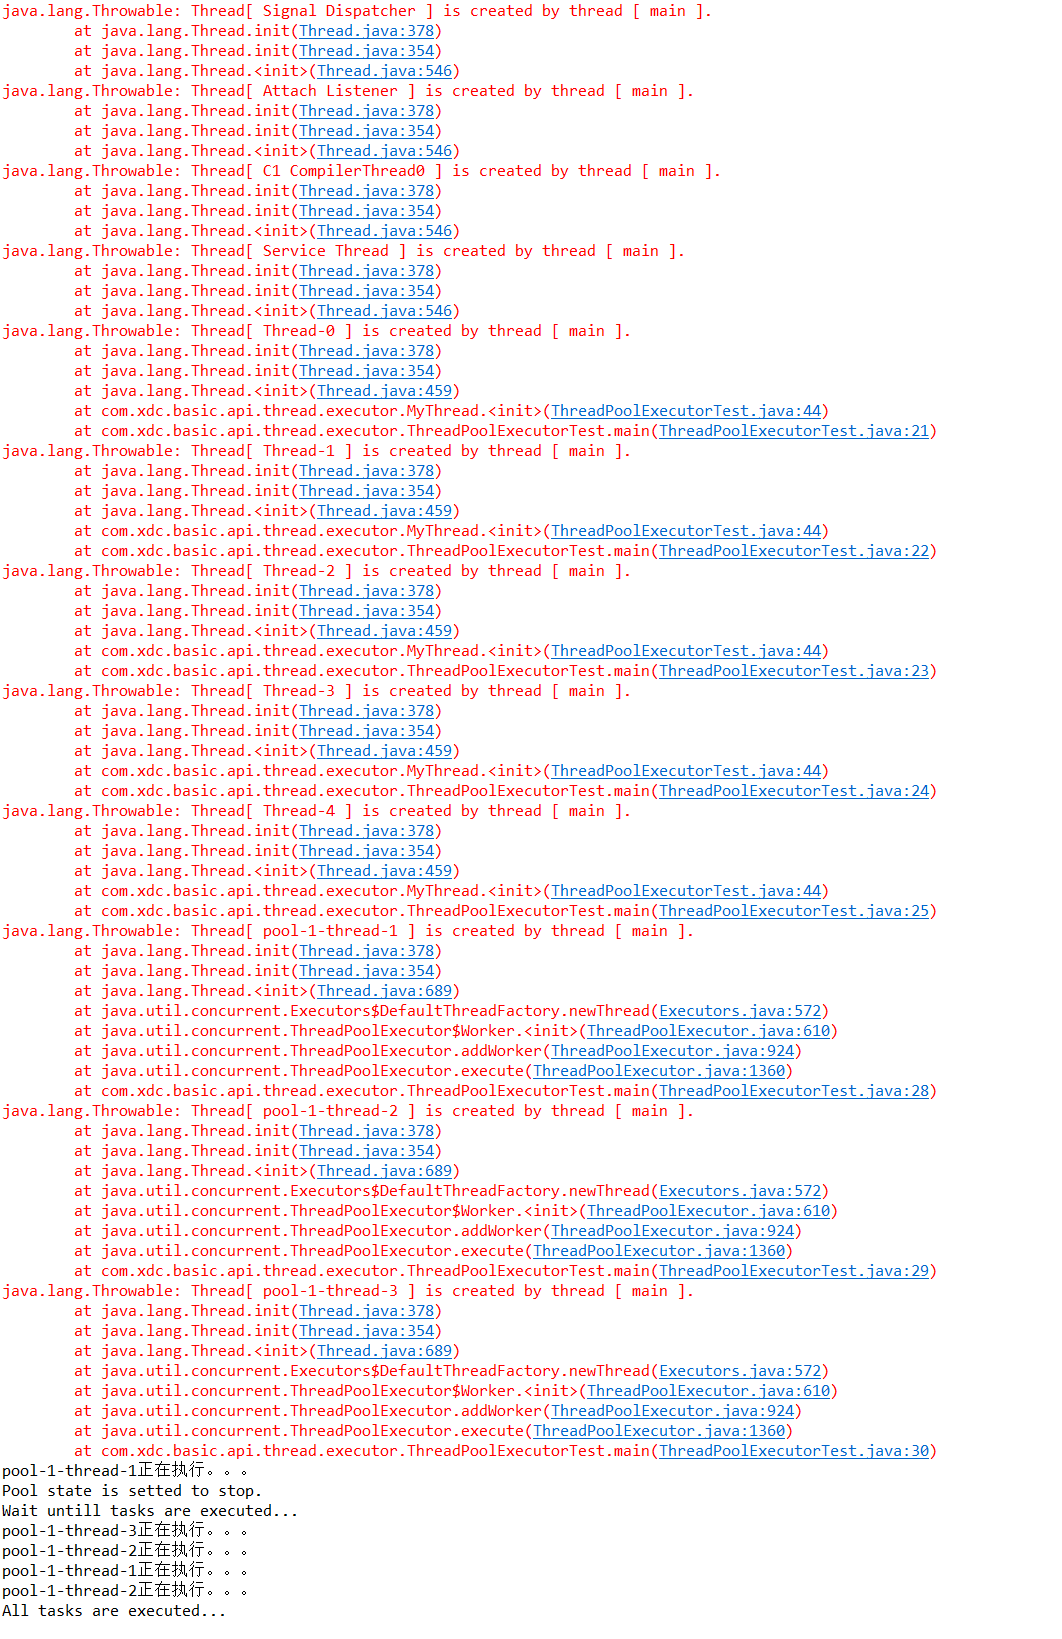 java.lang.Throwable: Thread[ Signal Dispatcher ] is created by thread [ main ].
	at java.lang.Thread.init(Thread.java:378)
	at java.lang.Thread.init(Thread.java:354)
	at java.lang.Thread.<init>(Thread.java:546)
java.lang.Throwable: Thread[ Attach Listener ] is created by thread [ main ].
	at java.lang.Thread.init(Thread.java:378)
	at java.lang.Thread.init(Thread.java:354)
	at java.lang.Thread.<init>(Thread.java:546)
java.lang.Throwable: Thread[ C1 CompilerThread0 ] is created by thread [ main ].
	at java.lang.Thread.init(Thread.java:378)
	at java.lang.Thread.init(Thread.java:354)
	at java.lang.Thread.<init>(Thread.java:546)
java.lang.Throwable: Thread[ Service Thread ] is created by thread [ main ].
	at java.lang.Thread.init(Thread.java:378)
	at java.lang.Thread.init(Thread.java:354)
	at java.lang.Thread.<init>(Thread.java:546)
java.lang.Throwable: Thread[ Thread-0 ] is created by thread [ main ].
	at java.lang.Thread.init(Thread.java:378)
	at java.lang.Thread.init(Thread.java:354)
	at java.lang.Thread.<init>(Thread.java:459)
	at com.xdc.basic.api.thread.executor.MyThread.<init>(ThreadPoolExecutorTest.java:44)
	at com.xdc.basic.api.thread.executor.ThreadPoolExecutorTest.main(ThreadPoolExecutorTest.java:21)
java.lang.Throwable: Thread[ Thread-1 ] is created by thread [ main ].
	at java.lang.Thread.init(Thread.java:378)
	at java.lang.Thread.init(Thread.java:354)
	at java.lang.Thread.<init>(Thread.java:459)
	at com.xdc.basic.api.thread.executor.MyThread.<init>(ThreadPoolExecutorTest.java:44)
	at com.xdc.basic.api.thread.executor.ThreadPoolExecutorTest.main(ThreadPoolExecutorTest.java:22)
java.lang.Throwable: Thread[ Thread-2 ] is created by thread [ main ].
	at java.lang.Thread.init(Thread.java:378)
	at java.lang.Thread.init(Thread.java:354)
	at java.lang.Thread.<init>(Thread.java:459)
	at com.xdc.basic.api.thread.executor.MyThread.<init>(ThreadPoolExecutorTest.java:44)
	at com.xdc.basic.api.thread.executor.ThreadPoolExecutorTest.main(ThreadPoolExecutorTest.java:23)
java.lang.Throwable: Thread[ Thread-3 ] is created by thread [ main ].
	at java.lang.Thread.init(Thread.java:378)
	at java.lang.Thread.init(Thread.java:354)
	at java.lang.Thread.<init>(Thread.java:459)
	at com.xdc.basic.api.thread.executor.MyThread.<init>(ThreadPoolExecutorTest.java:44)
	at com.xdc.basic.api.thread.executor.ThreadPoolExecutorTest.main(ThreadPoolExecutorTest.java:24)
java.lang.Throwable: Thread[ Thread-4 ] is created by thread [ main ].
	at java.lang.Thread.init(Thread.java:378)
	at java.lang.Thread.init(Thread.java:354)
	at java.lang.Thread.<init>(Thread.java:459)
	at com.xdc.basic.api.thread.executor.MyThread.<init>(ThreadPoolExecutorTest.java:44)
	at com.xdc.basic.api.thread.executor.ThreadPoolExecutorTest.main(ThreadPoolExecutorTest.java:25)
java.lang.Throwable: Thread[ pool-1-thread-1 ] is created by thread [ main ].
	at java.lang.Thread.init(Thread.java:378)
	at java.lang.Thread.init(Thread.java:354)
	at java.lang.Thread.<init>(Thread.java:689)
	at java.util.concurrent.Executors$DefaultThreadFactory.newThread(Executors.java:572)
	at java.util.concurrent.ThreadPoolExecutor$Worker.<init>(ThreadPoolExecutor.java:610)
	at java.util.concurrent.ThreadPoolExecutor.addWorker(ThreadPoolExecutor.java:924)
	at java.util.concurrent.ThreadPoolExecutor.execute(ThreadPoolExecutor.java:1360)
	at com.xdc.basic.api.thread.executor.ThreadPoolExecutorTest.main(ThreadPoolExecutorTest.java:28)
java.lang.Throwable: Thread[ pool-1-thread-2 ] is created by thread [ main ].
	at java.lang.Thread.init(Thread.java:378)
	at java.lang.Thread.init(Thread.java:354)
	at java.lang.Thread.<init>(Thread.java:689)
	at java.util.concurrent.Executors$DefaultThreadFactory.newThread(Executors.java:572)
	at java.util.concurrent.ThreadPoolExecutor$Worker.<init>(ThreadPoolExecutor.java:610)
	at java.util.concurrent.ThreadPoolExecutor.addWorker(ThreadPoolExecutor.java:924)
	at java.util.concurrent.ThreadPoolExecutor.execute(ThreadPoolExecutor.java:1360)
	at com.xdc.basic.api.thread.executor.ThreadPoolExecutorTest.main(ThreadPoolExecutorTest.java:29)
java.lang.Throwable: Thread[ pool-1-thread-3 ] is created by thread [ main ].
	at java.lang.Thread.init(Thread.java:378)
	at java.lang.Thread.init(Thread.java:354)
	at java.lang.Thread.<init>(Thread.java:689)
	at java.util.concurrent.Executors$DefaultThreadFactory.newThread(Executors.java:572)
	at java.util.concurrent.ThreadPoolExecutor$Worker.<init>(ThreadPoolExecutor.java:610)
	at java.util.concurrent.ThreadPoolExecutor.addWorker(ThreadPoolExecutor.java:924)
	at java.util.concurrent.ThreadPoolExecutor.execute(ThreadPoolExecutor.java:1360)
	at com.xdc.basic.api.thread.executor.ThreadPoolExecutorTest.main(ThreadPoolExecutorTest.java:30)
pool-1-thread-1正在执行。。。
Pool state is setted to stop.
Wait untill tasks are executed...
pool-1-thread-3正在执行。。。
pool-1-thread-2正在执行。。。
pool-1-thread-1正在执行。。。
pool-1-thread-2正在执行。。。
All tasks are executed...